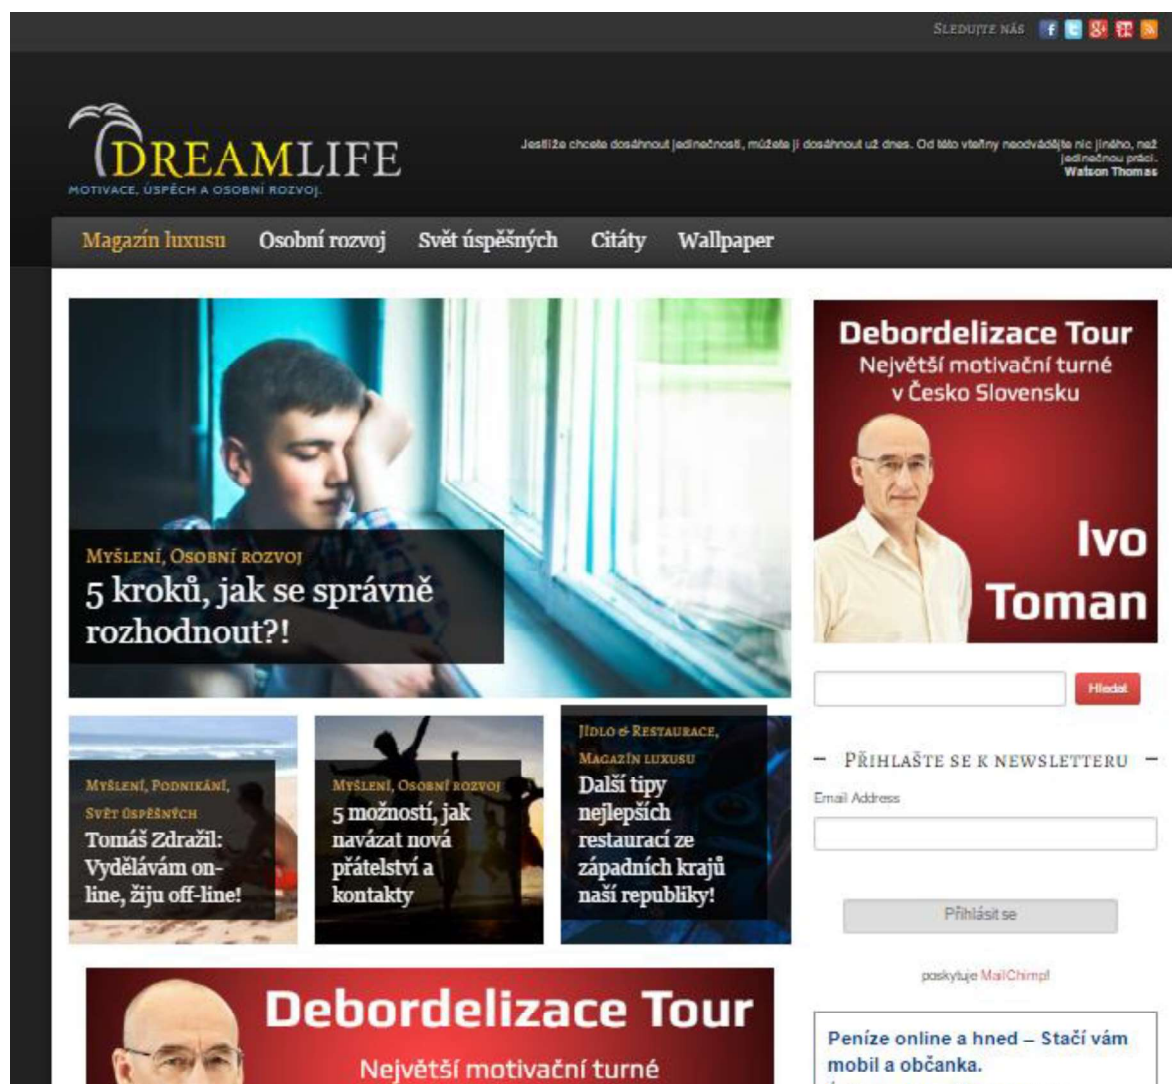 Sledujte nás
DREAMLIFE
MOTIVACE, ÚSPĚCH A OSOBNÍ ROZVOJ.
Jestliže chcete dosáhnout jedinečnosti, můžete jí dosáhnout už dnes. Od této vteřiny neodvádějte nic jiného, než
jedinečnou práci.
Watson Thomas
Magazín luxusu Osobní rozvoj Svět úspěšných Citáty Wallpaper
Myšlení, Osobní rozvoj
5 kroků, jak se správně
rozhodnout?!
Debordelizace Tour
Největší motivační turné
v Česko Slovensku
Ivo
Toman
Hledat
Myšlení, Podnikání,
Svět úspěšných
Tomáš Zdražil:
Vydělávám on-
line, žiju off-line!
Myšlení, Osobní rozvoj
5 možností, jak
navázat nová
přátelství a
kontakty
Jídlo & Restaurace,
Magazín luxusu
Další tipy
nejlepších
restaurací ze
západních krajů
naší republiky!
– Přihlašte se k newsletteru –
Email Address
Přihlásit se
poskytuje MailChimp!
Debordelizace Tour
Největší motivační turné
Peníze online a hned – Stačí vám
mobil a občanka.